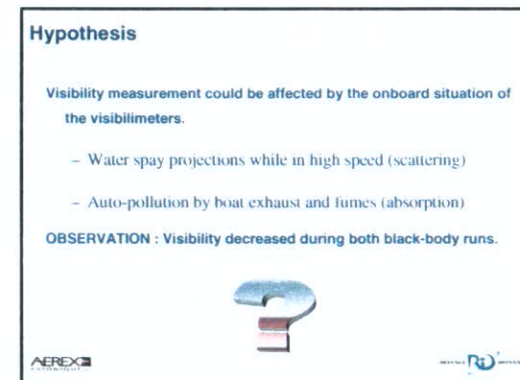 Hypothesis
Visibility measurement could be affected by the onboard situation of
the visibilimeters.
– Water spay projections while in high speed (scattering)
– Auto-pollution by boat exhaust and fumes (absorption)
OBSERVATION : Visibility decreased during both black-body runs.
?
AEREX